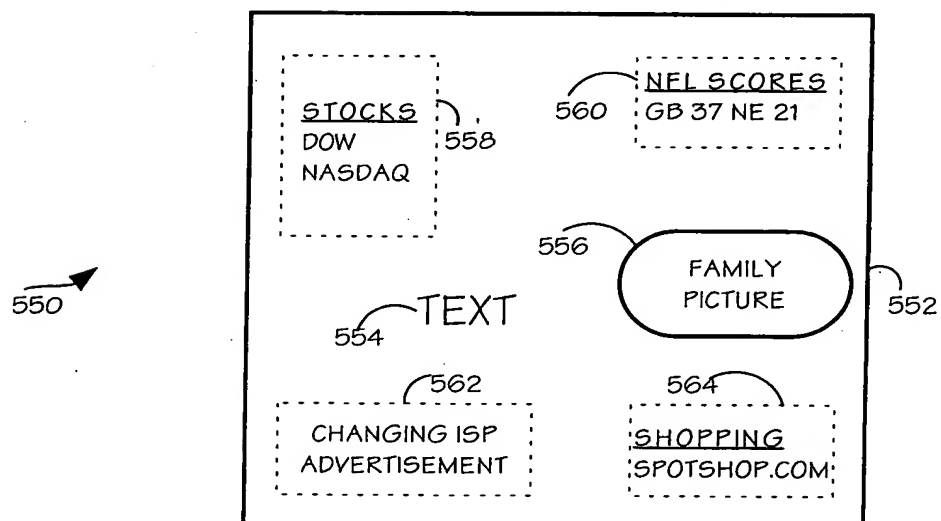 STOCKS
DOW
NASDAQ
558
560
NFL SCORES
GB 37 NE 21
556
FAMILY
PICTURE
550
552
554
TEXT
562
CHANGING ISP
ADVERTISEMENT
564
SHOPPING
SPOTSHOP.COM